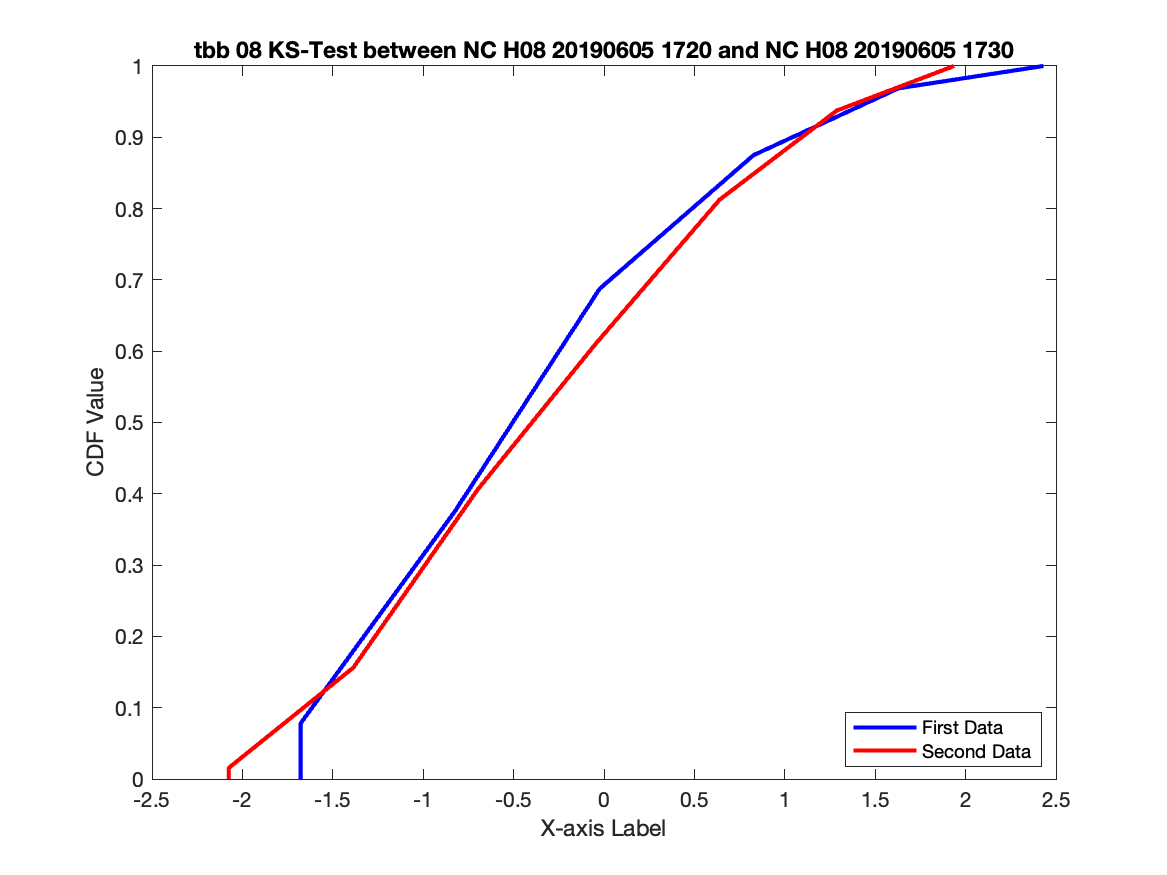 tbb 08 KS-Test between NC H08 20190605 1720 and NC H08 20190605 1730
1
0.9
0.8
0.7
0.6
0.5
0.4
0.3
0.2
0.1
0
CDF Value
-2.5 -2 -1.5 -1 -0.5 0 0.5 1 1.5 2 2.5
X-axis Label
First Data
Second Data